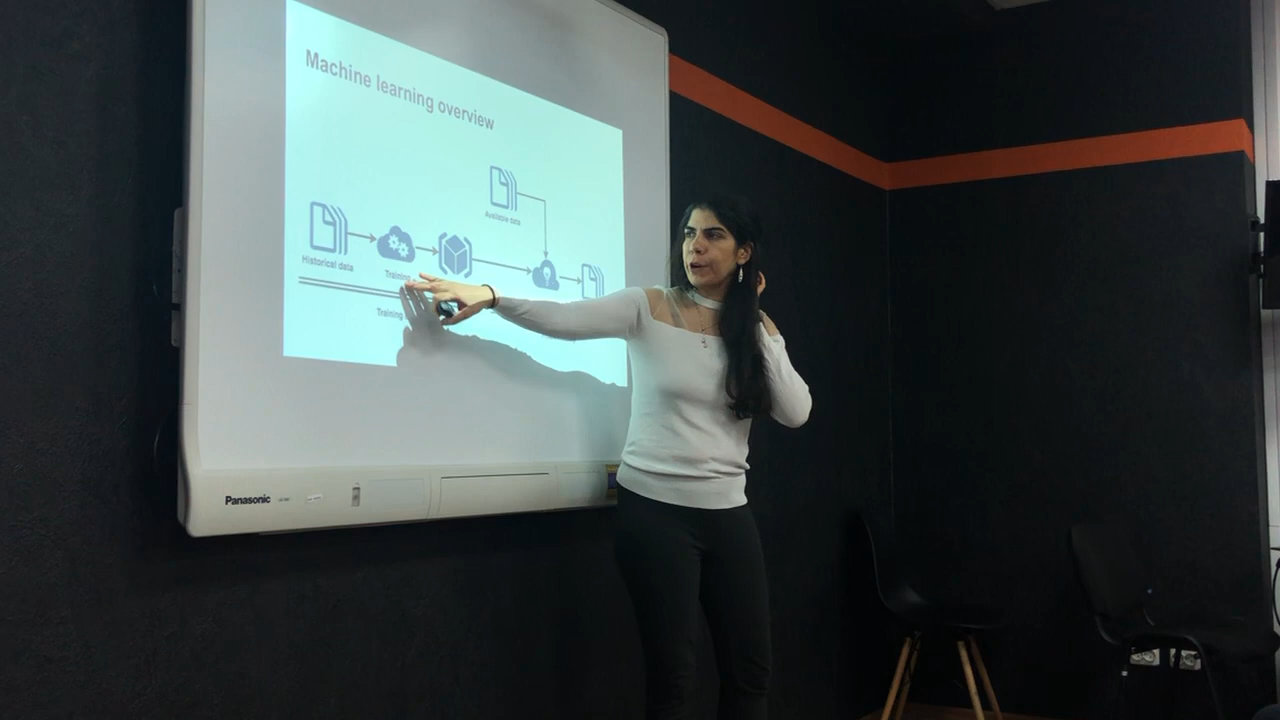 Machine learning overview
Available data
Historical data
Training
Training
Panasonic